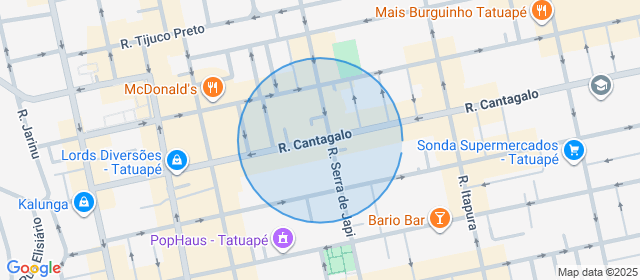 Mais Burguinho Tatuapé
R. Tijuco Preto
McDonald's
R. Cantagalo
R. Cantagalo
R. Jarinu
Lords Diversões
- Tatuapé
R. Serra de Japi
Sonda Supermercados
- Tatuapé
R. Itapura
Kalunga
Bario Bar
PopHaus - Tatuapé
Elisiário
Google
Map data ©2025